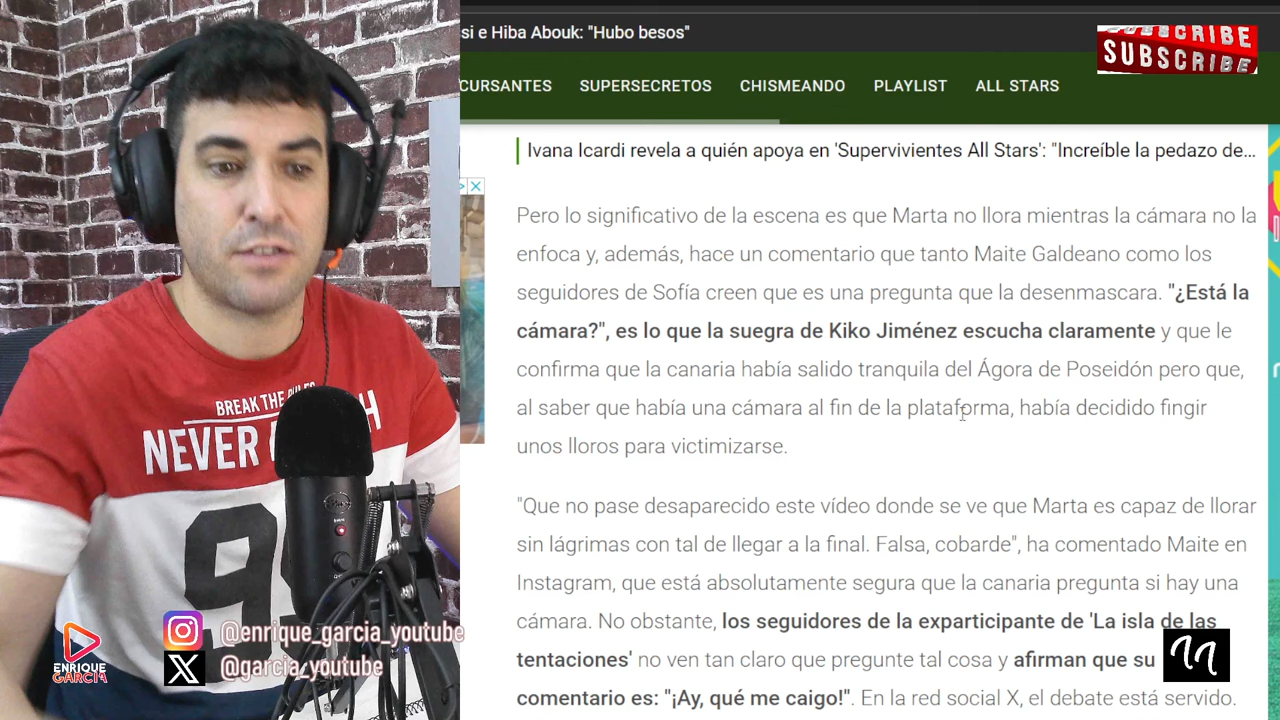 si e Hiba Abouk: "Hubo besos"
SUBSCRIBE
SUBSCRIBE
CURSANTES SUPERSECRETOS CHISMEANDO PLAYLIST ALL STARS
Ivana Icardi revela a quién apoya en 'Supervivientes All Stars': "Increíble la pedazo de...
Pero lo significativo de la escena es que Marta no llora mientras la cámara no la
enfoca y, además, hace un comentario que tanto Maite Galdeano como los
seguidores de Sofía creen que es una pregunta que la desenmascara. "¿Está la
cámara?", es lo que la suegra de Kiko Jiménez escucha claramente y que le
confirma que la canaria había salido tranquila del Ágora de Poseidón pero que,
al saber que había una cámara al fin de la plataforma, había decidido fingir
unos lloros para victimizarse.
"Que no pase desaparecido este vídeo donde se ve que Marta es capaz de llorar
sin lágrimas con tal de llegar a la final. Falsa, cobarde", ha comentado Maite en
Instagram, que está absolutamente segura que la canaria pregunta si hay una
cámara. No obstante, los seguidores de la exparticipante de 'La isla de las
tentaciones' no ven tan claro que pregunte tal cosa y afirman que su
comentario es: "¡Ay, qué me caigo!". En la red social X, el debate está servido.
BREAK THE RULES
NEVER
ENRIQUE
GARCIA
@enrique_garcia_youtube
@garcia_youtube